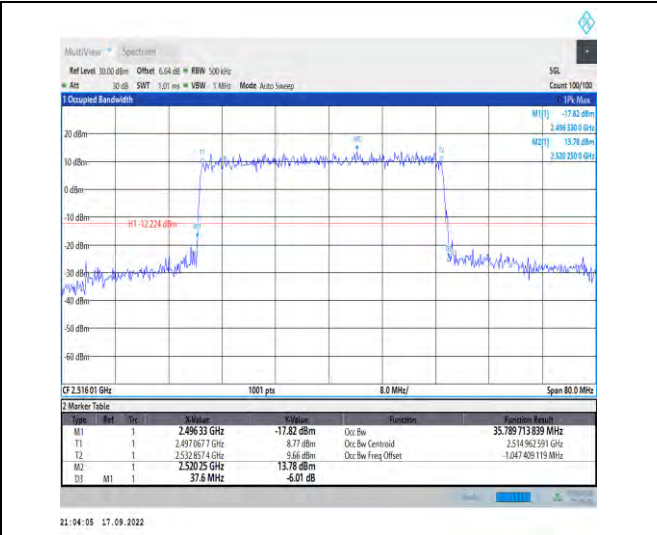 MultiView Spectrum
Ref Level 30.00 dBm Offset 6.64 dB RBW 500 kHz SGL
Att 30 dB SWT 1.01 ms VBW 1 MHz Mode Auto Sweep Count 100/100
1 Occupied Bandwidth 1Pk Max
M1[1] -17.82 dBm
2.496 330 0 GHz
M2[1] 13.78 dBm
2.520 250 0 GHz
20 dBm
M2
T1
T2
10 dBm
0 dBm
-10 dBm
H1 -12.224 dBm
M1
-20 dBm
D3
-30 dBm
-40 dBm
-50 dBm
-60 dBm
CF 2.516 01 GHz 1001 pts 8.0 MHz/ Span 80.0 MHz
2 Marker Table
Type Ref Trc X-Value Y-Value Function Function Result
M1 1 2.496 33 GHz -17.82 dBm Occ Bw 35.789 713 839 MHz
T1 1 2.497 067 7 GHz 8.77 dBm Occ Bw Centroid 2.514 962 591 GHz
T2 1 2.532 857 4 GHz 9.66 dBm Occ Bw Freq Offset -1.047 409 119 MHz
M2 1 2.520 25 GHz 13.78 dBm
D3 M1 1 37.6 MHz -6.01 dB
21:04:05 17.09.2022